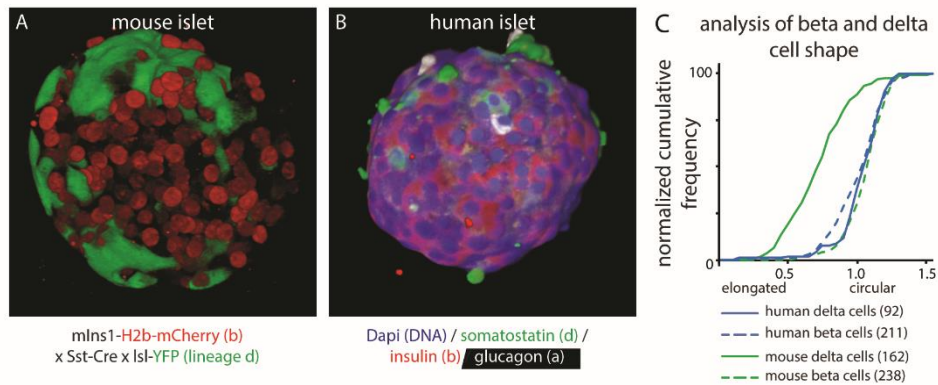 A
mouse islet
mIns1-H2b-mCherry (b)
x Sst-Cre x lsl-YFP (lineage d)
B
human islet
Dapi (DNA) / somatostatin (d) /
insulin (b) / glucagon (a)
C
analysis of beta and delta
cell shape
normalized cumulative
frequency
100
0
0.5
1.0
1.5
elongated
circular
human delta cells (92)
human beta cells (211)
mouse delta cells (162)
mouse beta cells (238)